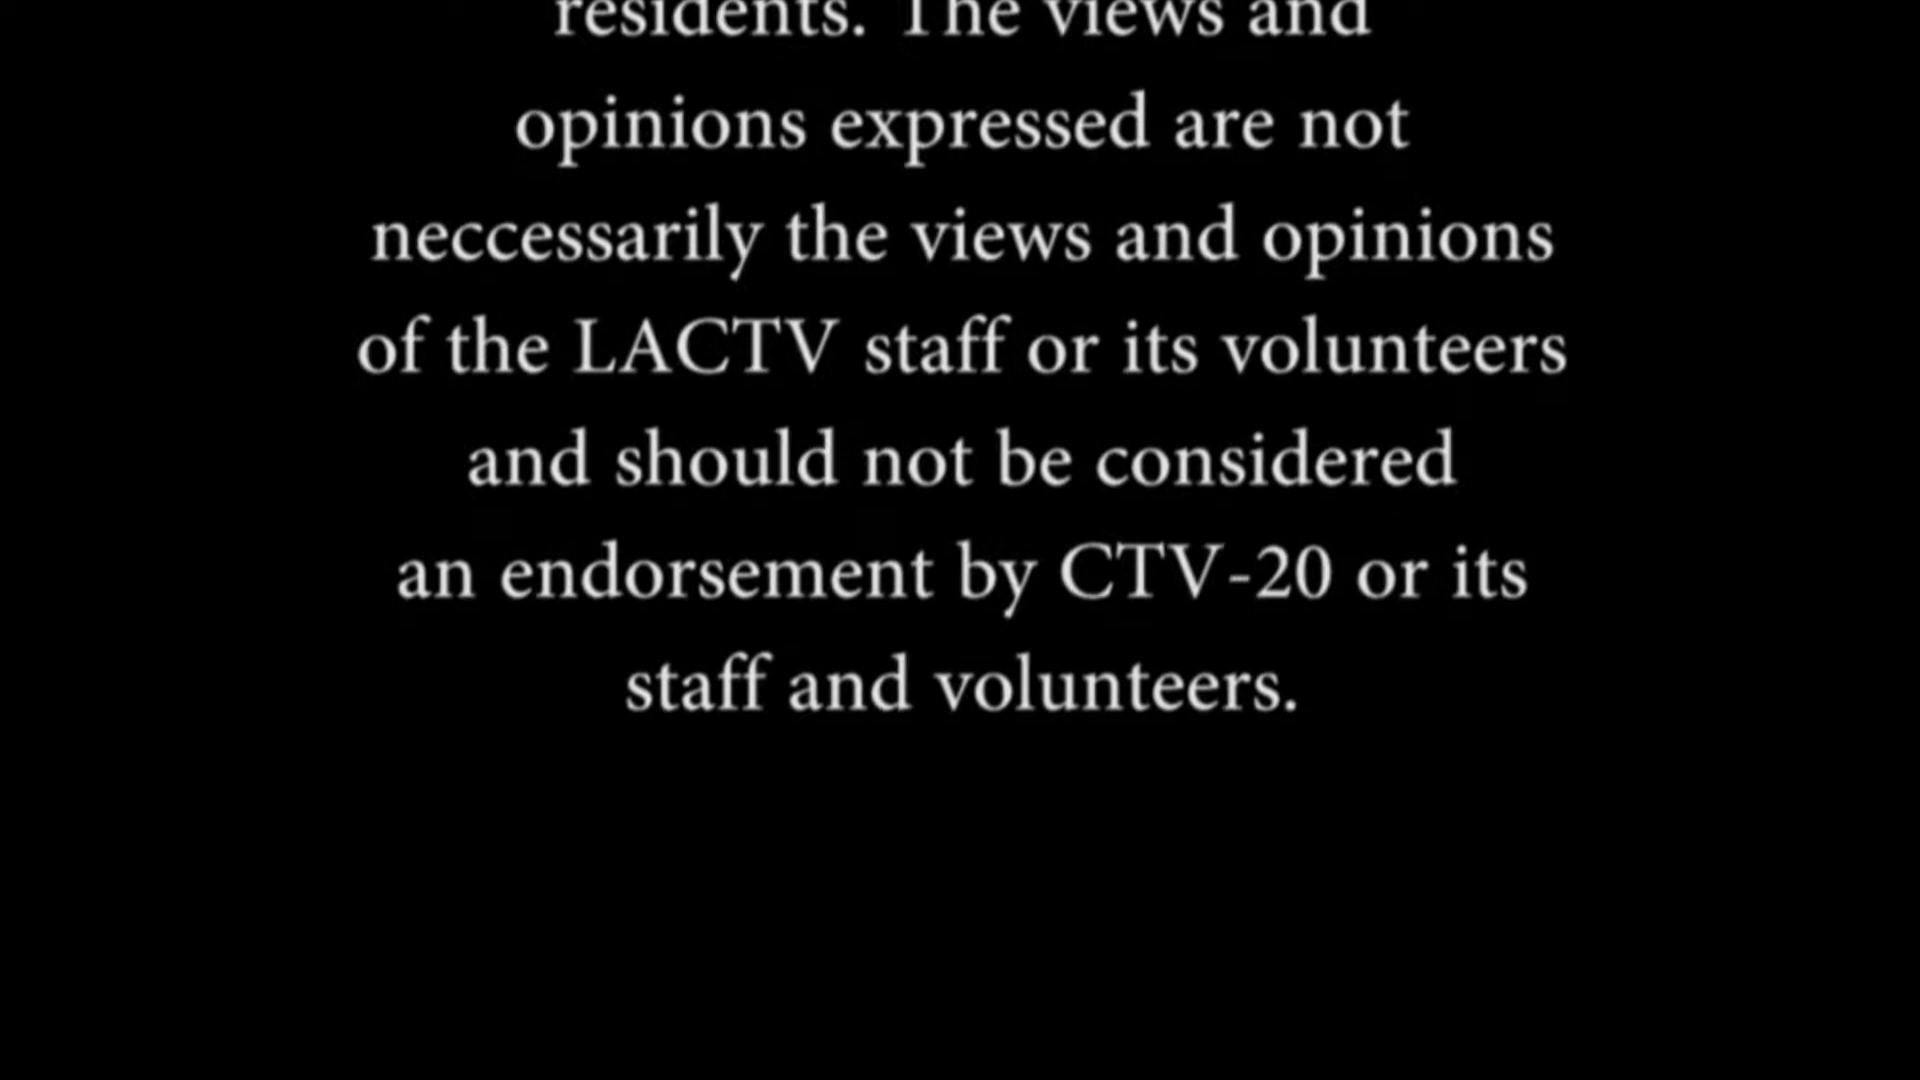 residents. The views and
opinions expressed are not
neccessarily the views and opinions
of the LACTV staff or its volunteers
and should not be considered
an endorsement by CTV-20 or its
staff and volunteers.